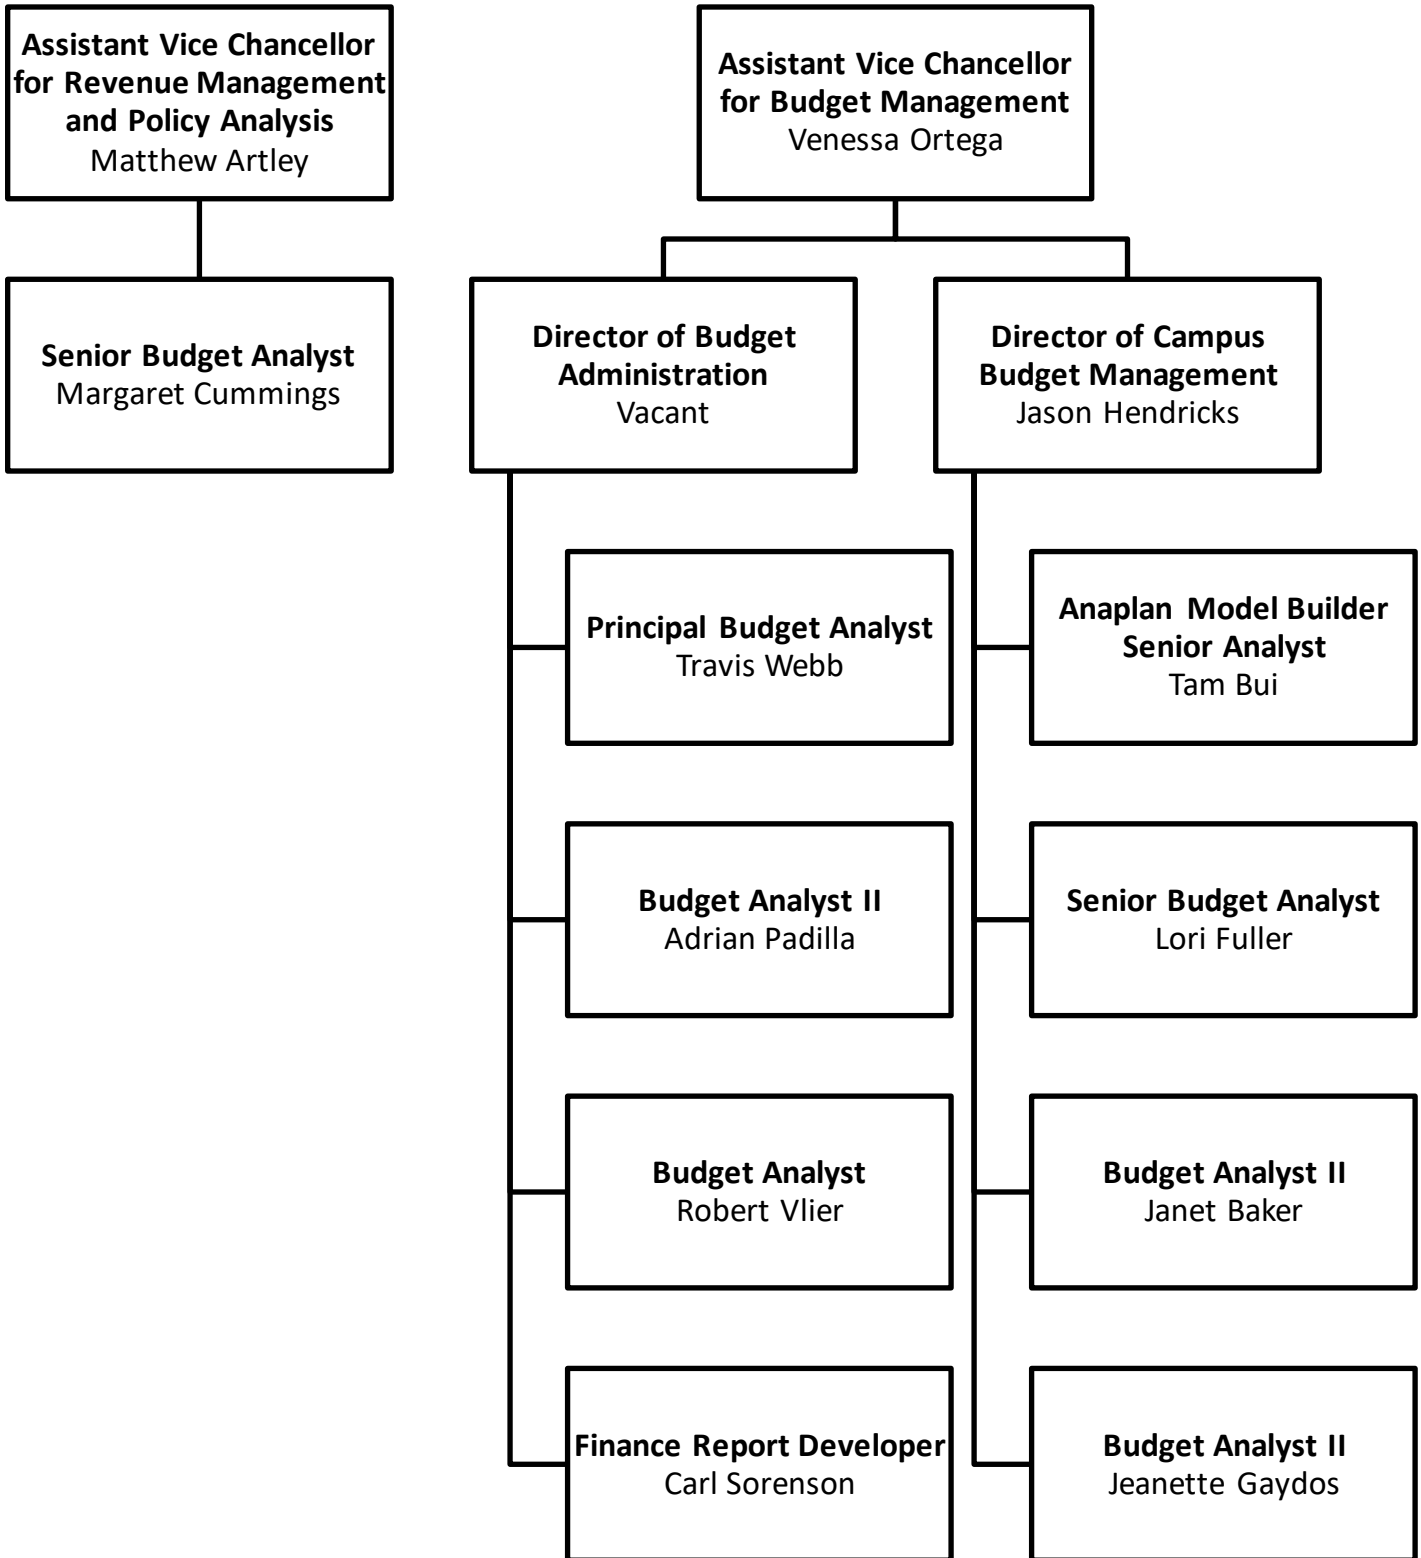 Assistant Vice Chancellor
for Revenue Management
and Policy Analysis
Matthew Artley
Assistant Vice Chancellor
for Budget Management
Venessa Ortega
Senior Budget Analyst
Margaret Cummings
Director of Budget
Administration
Vacant
Director of Campus
Budget Management
Jason Hendricks
Principal Budget Analyst
Travis Webb
Anaplan Model Builder
Senior Analyst
Tam Bui
Budget Analyst II
Adrian Padilla
Senior Budget Analyst
Lori Fuller
Budget Analyst
Robert Vlier
Budget Analyst II
Janet Baker
Finance Report Developer
Carl Sorenson
Budget Analyst II
Jeanette Gaydos